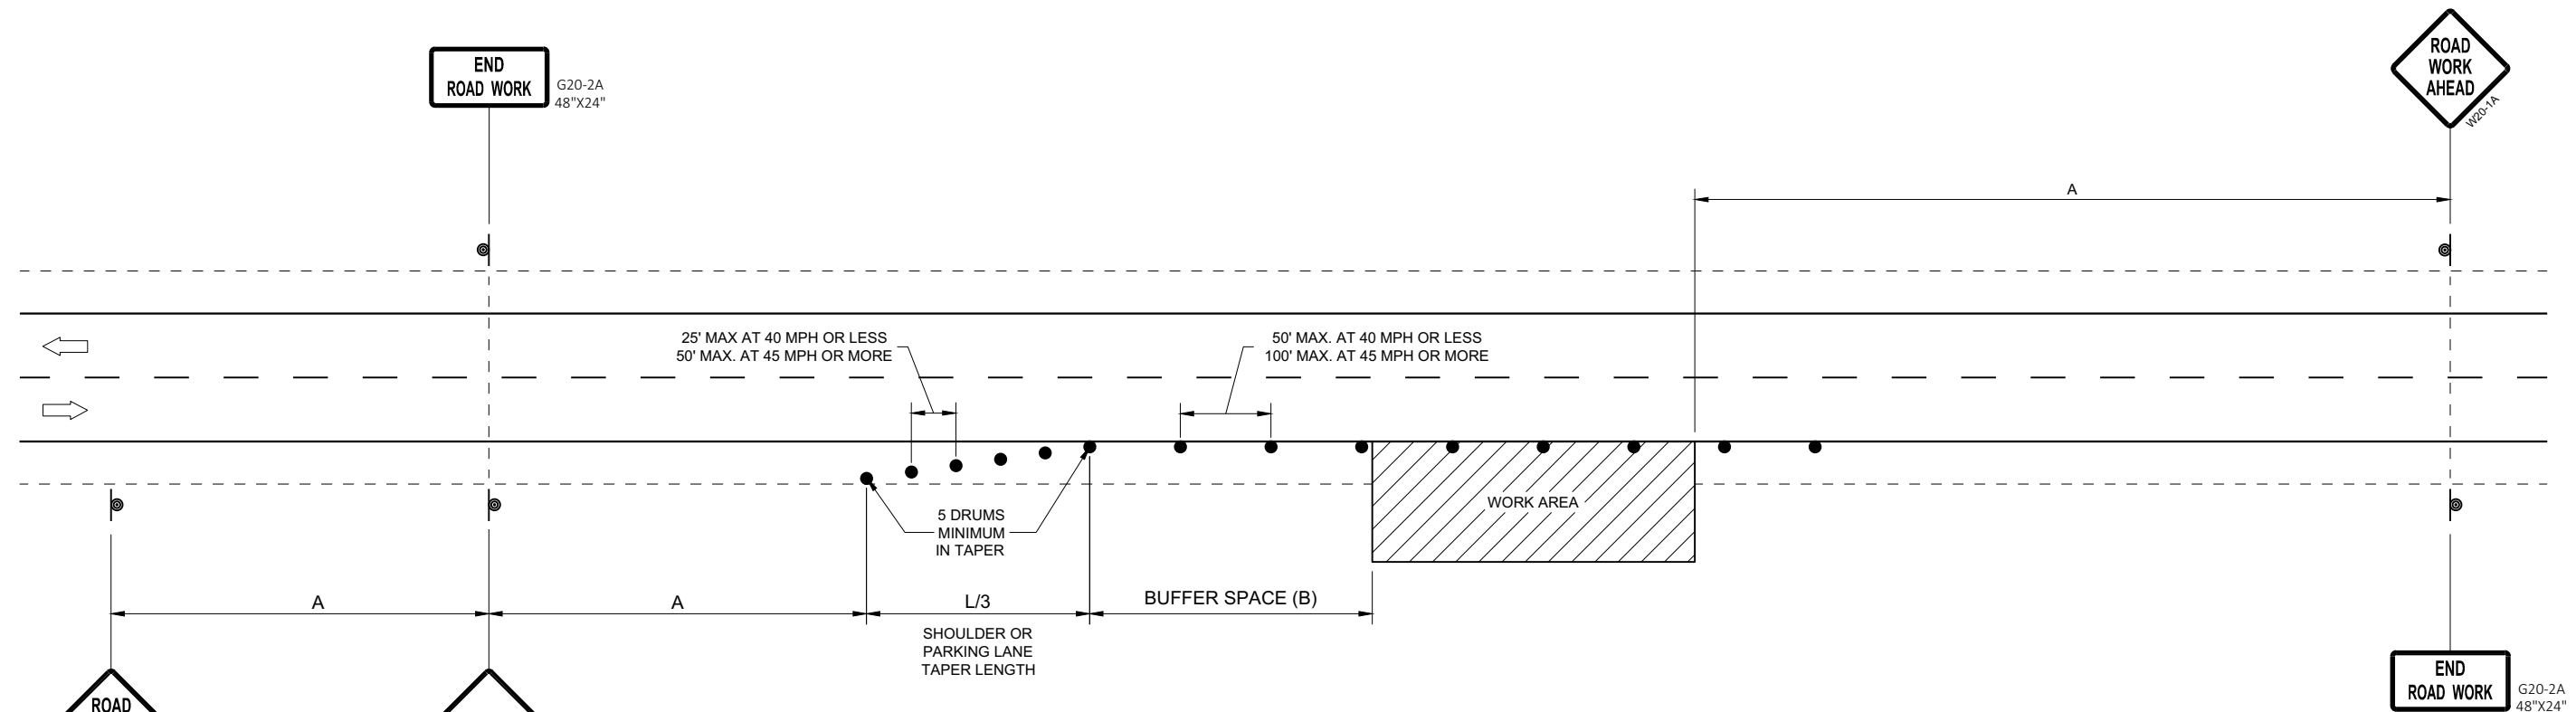 END
ROAD WORK
G20-2A
48"X24"
ROAD
WORK
AHEAD
W20-1A
A
25' MAX AT 40 MPH OR LESS
50' MAX. AT 45 MPH OR MORE
50' MAX. AT 40 MPH OR LESS
100' MAX. AT 45 MPH OR MORE
5 DRUMS
MINIMUM
IN TAPER
WORK AREA
A
A
L/3
BUFFER SPACE (B)
SHOULDER OR
PARKING LANE
TAPER LENGTH
ROAD
END
ROAD WORK
G20-2A
48"X24"